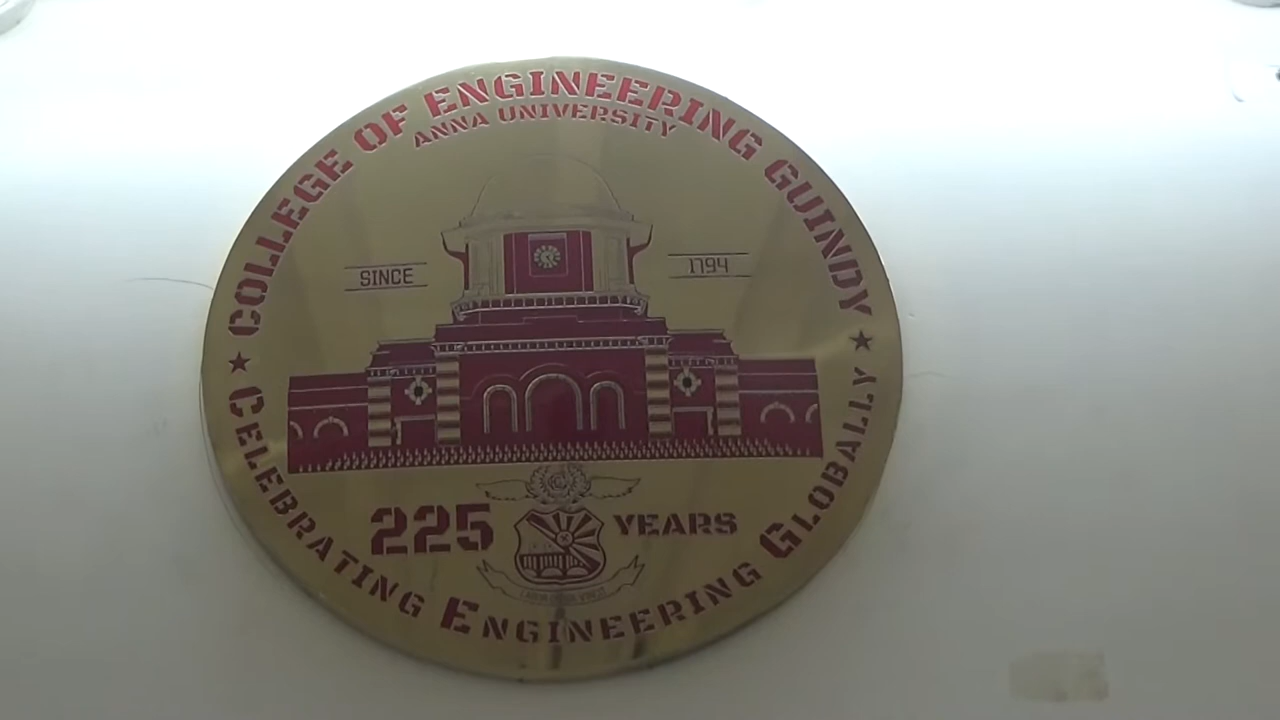 COLLEGE OF ENGINEERING GUINDY
ANNA UNIVERSITY
SINCE
1794
225 YEARS
CELEBRATING ENGINEERING GLOBALLY